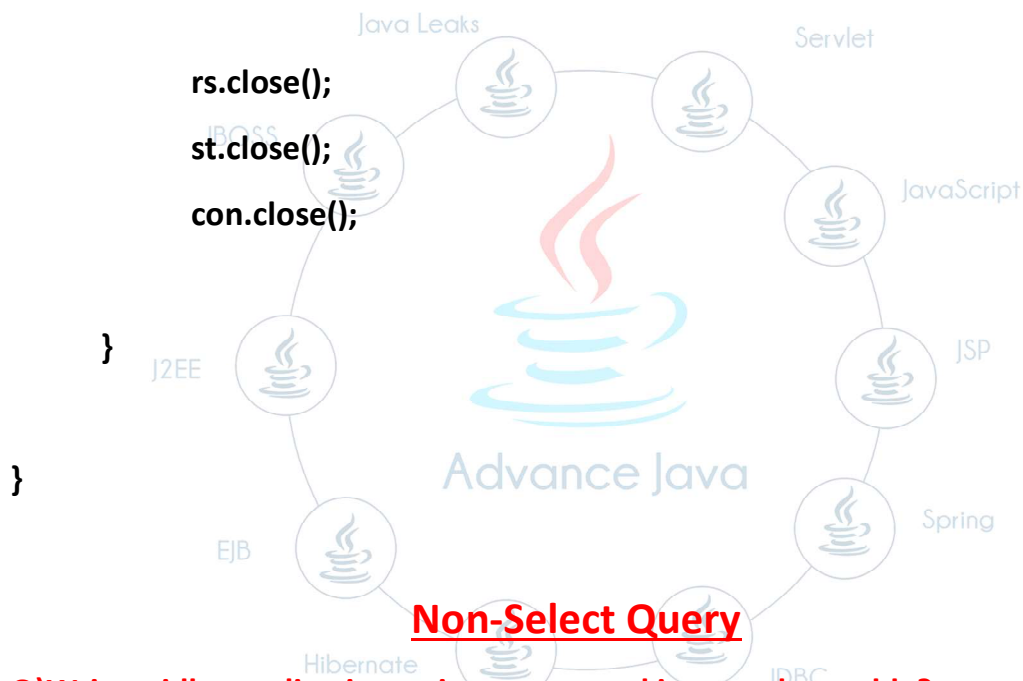 Java Leaks
Servlet
rs.close();
JBOSS
st.close();
JavaScript
con.close();
}
J2EE
JSP
Advance Java
}
Spring
EJB
Non-Select Query
Hibernate
JDBC